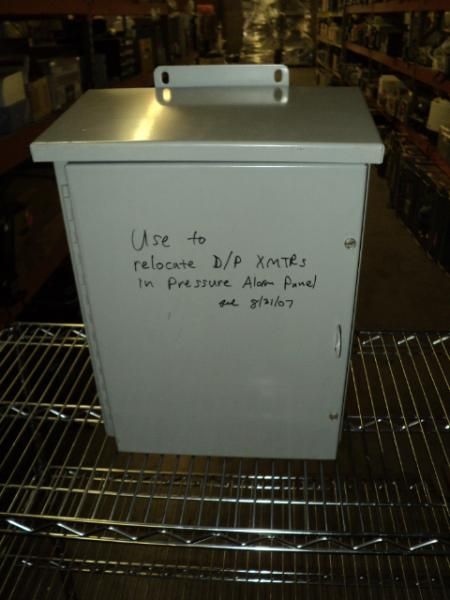 Use to
relocate D/P XMTRs
in Pressure Alarm Panel
8/21/07